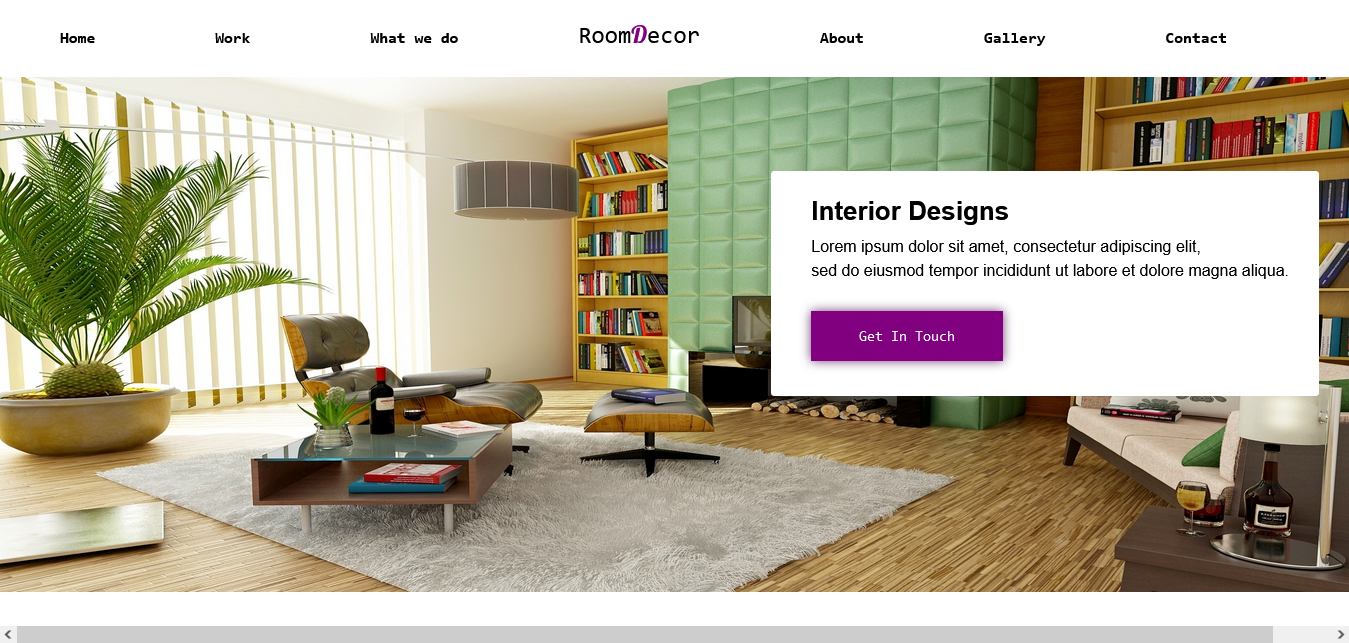 Home Work What we do RoomDecor About Gallery Contact
Interior Designs
Lorem ipsum dolor sit amet, consectetur adipiscing elit,
sed do eiusmod tempor incididunt ut labore et dolore magna aliqua.
Get In Touch